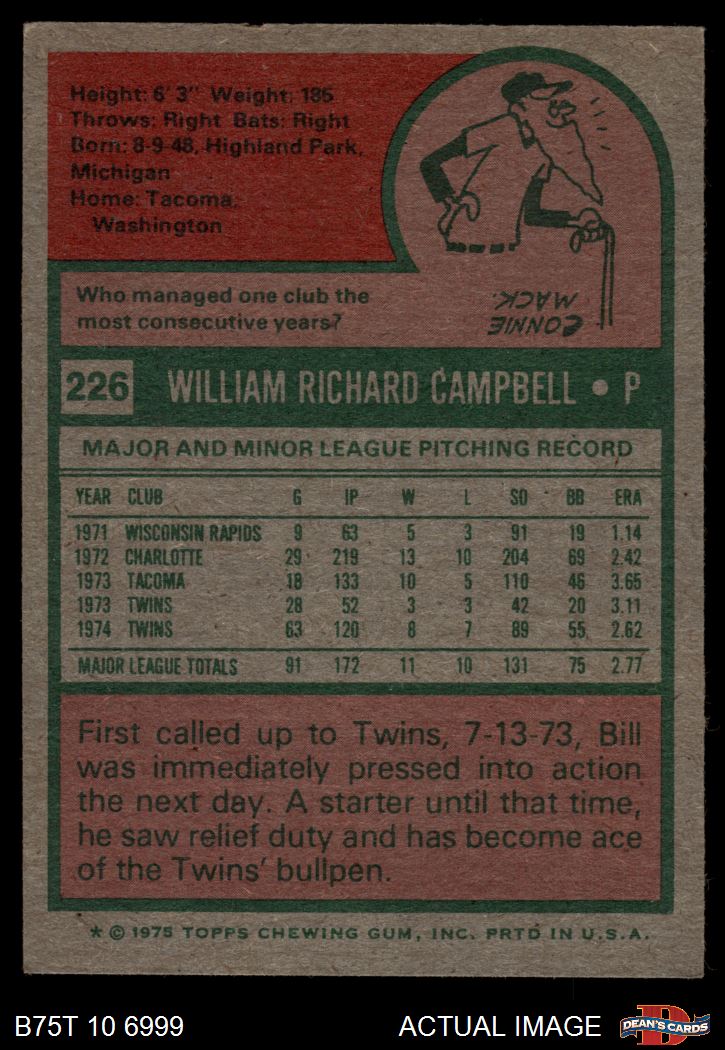 Height: 6' 3" Weight: 185
Throws: Right Bats: Right
Born: 8-9-48, Highland Park,
Michigan
Home: Tacoma,
Washington
Who managed one club the
most consecutive years?
CONNIE
MACK.
226 WILLIAM RICHARD CAMPBELL • P
MAJOR AND MINOR LEAGUE PITCHING RECORD
YEAR CLUB G IP W L SO BB ERA
1971 WISCONSIN RAPIDS 9 63 5 3 91 19 1.14
1972 CHARLOTTE 29 219 13 10 204 69 2.42
1973 TACOMA 18 133 10 5 110 46 3.65
1973 TWINS 28 52 3 3 42 20 3.11
1974 TWINS 63 120 8 7 89 55 2.62
MAJOR LEAGUE TOTALS 91 172 11 10 131 75 2.77
First called up to Twins, 7-13-73, Bill
was immediately pressed into action
the next day. A starter until that time,
he saw relief duty and has become ace
of the Twins' bullpen.
* © 1975 TOPPS CHEWING GUM, INC. PRTD IN U.S.A.
B75T 10 6999 ACTUAL IMAGE DEAN'S CARDS